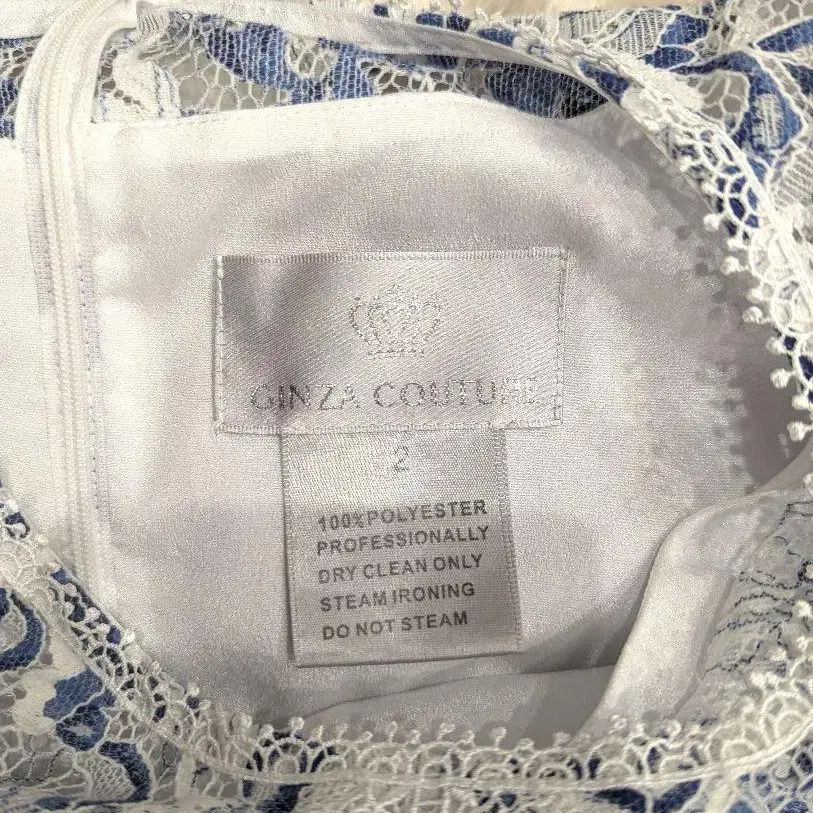 GINZA COUTURE
2
100%POLYESTER
PROFESSIONALLY
DRY CLEAN ONLY
STEAM IRONING
DO NOT STEAM